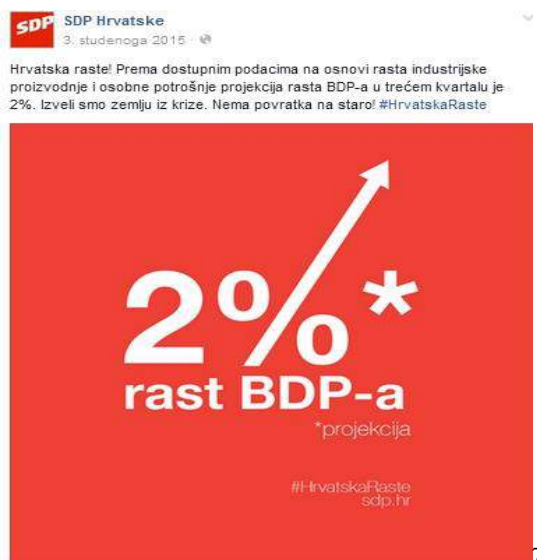 SDP SDP Hrvatske
3. studenoga 2015
Hrvatska raste! Prema dostupnim podacima na osnovi rasta industrijske
proizvodnje i osobne potrošnje projekcija rasta BDP-a u trećem kvartalu je
2%. Izveli smo zemlju iz krize. Nema povratka na staro! #HrvatskaRaste
2%*
rast BDP-a
*projekcija
#HrvatskaRaste
sdp.hr